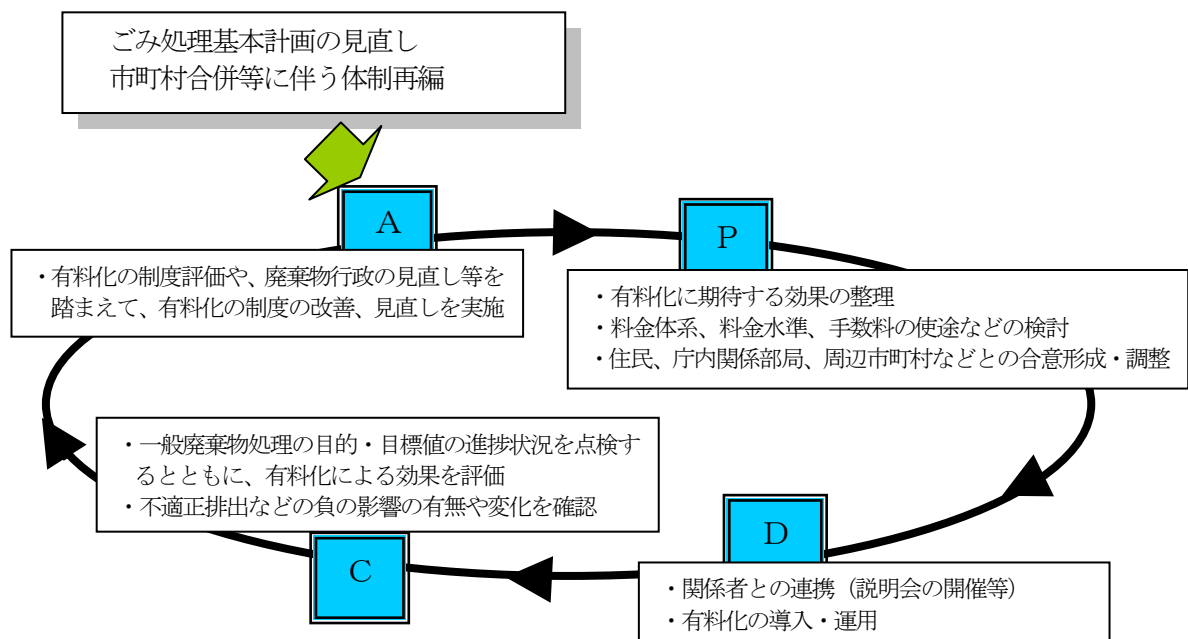 ごみ処理基本計画の見直し
市町村合併等に伴う体制再編
A
・有料化の制度評価や、廃棄物行政の見直し等を
踏まえて、有料化の制度の改善、見直しを実施
P
・有料化に期待する効果の整理
・料金体系、料金水準、手数料の使途などの検討
・住民、庁内関係部局、周辺市町村などとの合意形成・調整
D
・関係者との連携（説明会の開催等）
・有料化の導入・運用
・一般廃棄物処理の目的・目標値の進捗状況を点検す
るとともに、有料化による効果を評価
・不適正排出などの負の影響の有無や変化を確認
C